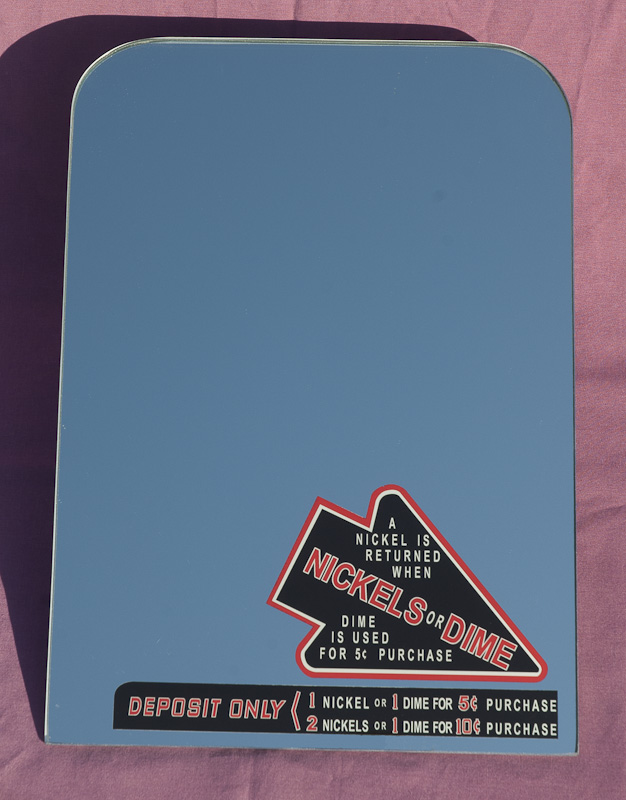 A
NICKEL IS
RETURNED
WHEN
NICKELS OR DIME
DIME
IS USED
FOR 5¢ PURCHASE
DEPOSIT ONLY
1 NICKEL OR 1 DIME FOR 5¢ PURCHASE
2 NICKELS OR 1 DIME FOR 10¢ PURCHASE